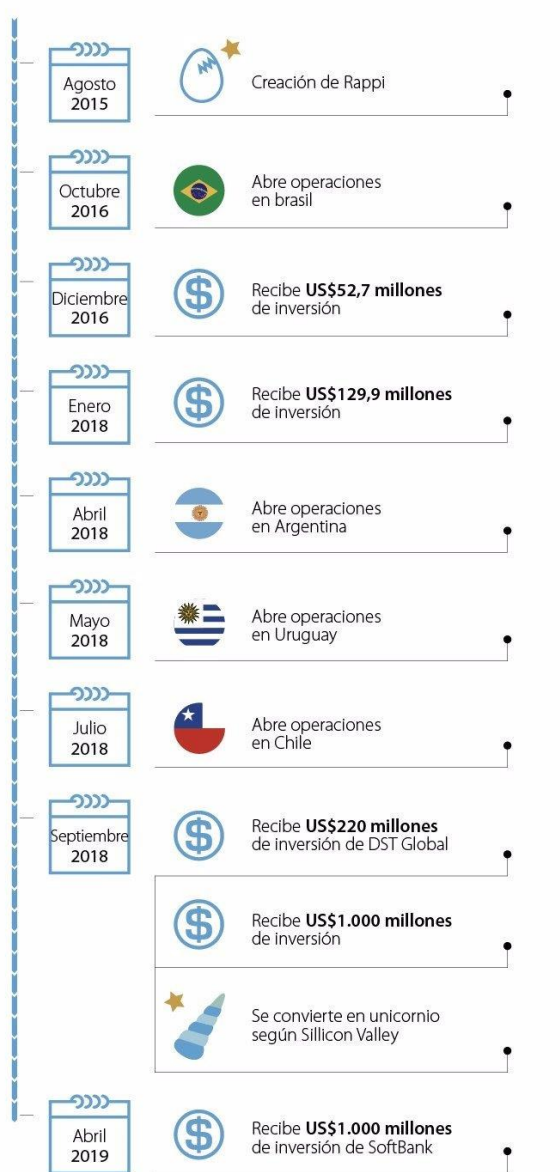 Agosto
2015
Creación de Rappi
Octubre
2016
Abre operaciones
en brasil
Diciembre
2016
Recibe US$52,7 millones
de inversión
Enero
2018
Recibe US$129,9 millones
de inversión
Abril
2018
Abre operaciones
en Argentina
Mayo
2018
Abre operaciones
en Uruguay
Julio
2018
Abre operaciones
en Chile
Septiembre
2018
Recibe US$220 millones
de inversión de DST Global
Recibe US$1.000 millones
de inversión
Se convierte en unicornio
según Sillicon Valley
Abril
2019
Recibe US$1.000 millones
de inversión de SoftBank